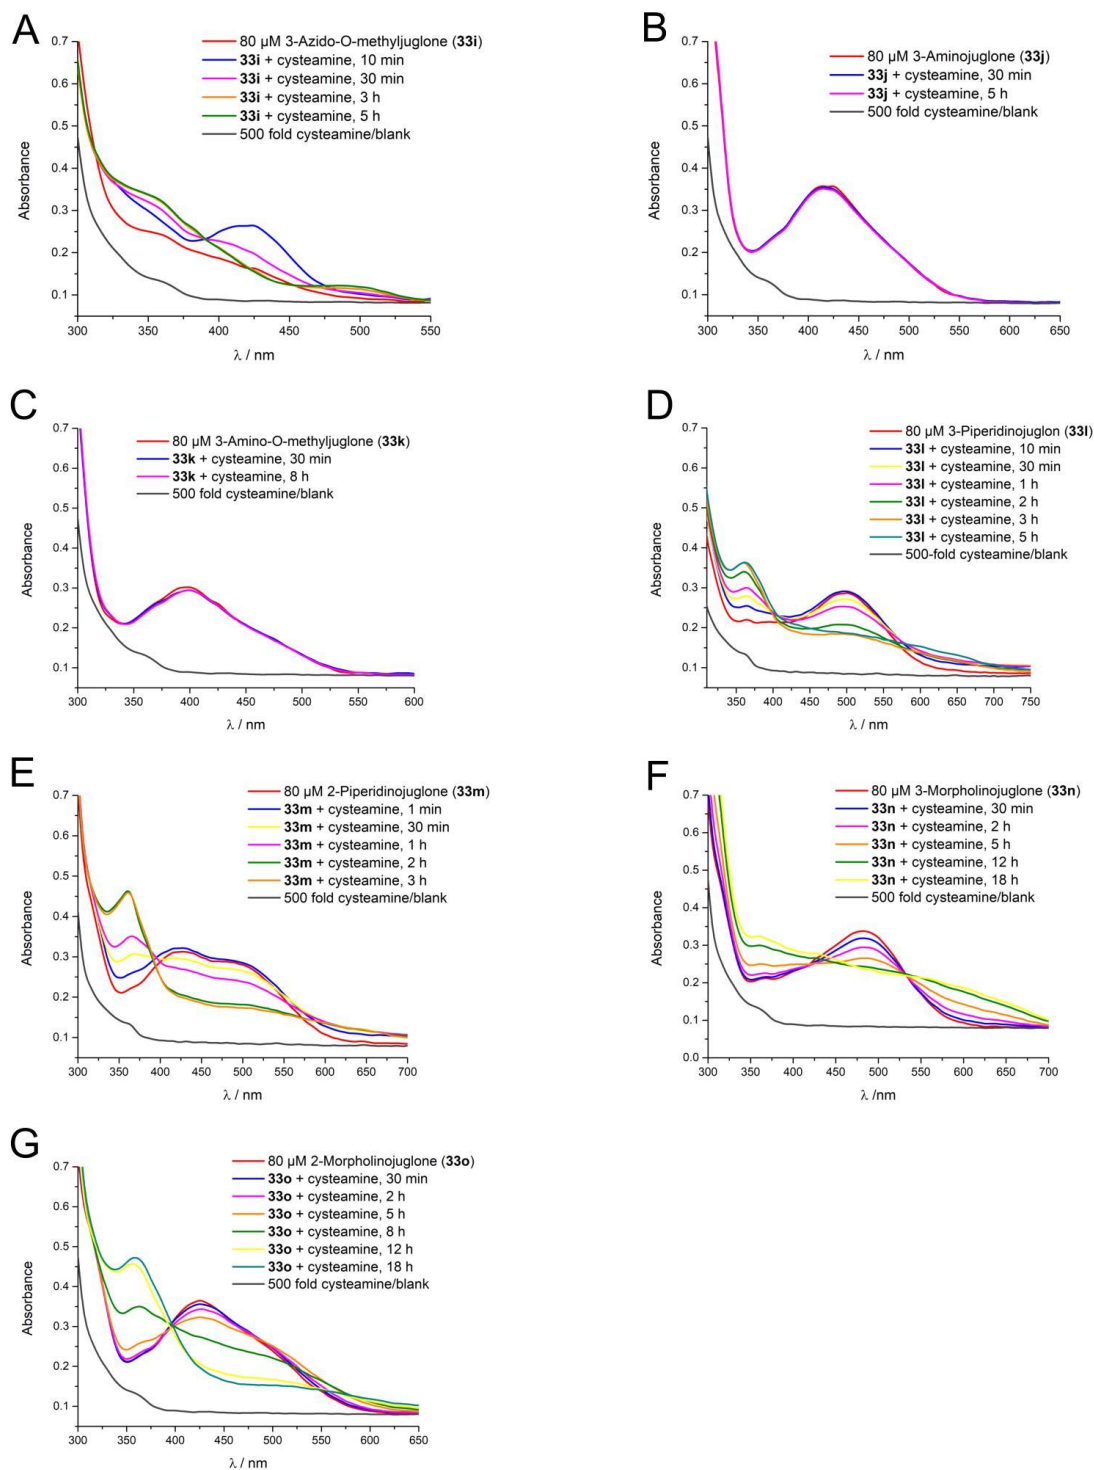 A
80 µM 3-Azido-O-methyljuglone (33i)
33i + cysteamine, 10 min
33i + cysteamine, 30 min
33i + cysteamine, 3 h
33i + cysteamine, 5 h
500 fold cysteamine/blank
0.7
0.6
0.5
0.4
0.3
0.2
0.1
Absorbance
300 350 400 450 500 550
λ / nm
B
80 µM 3-Aminojuglone (33j)
33j + cysteamine, 30 min
33j + cysteamine, 5 h
500 fold cysteamine/blank
0.7
0.6
0.5
0.4
0.3
0.2
0.1
Absorbance
300 350 400 450 500 550 600 650
λ / nm
C
80 µM 3-Amino-O-methyljuglone (33k)
33k + cysteamine, 30 min
33k + cysteamine, 8 h
500 fold cysteamine/blank
0.7
0.6
0.5
0.4
0.3
0.2
0.1
Absorbance
300 350 400 450 500 550 600
λ / nm
D
80 µM 3-Piperidinojuglon (33l)
33l + cysteamine, 10 min
33l + cysteamine, 30 min
33l + cysteamine, 1 h
33l + cysteamine, 2 h
33l + cysteamine, 3 h
33l + cysteamine, 5 h
500-fold cysteamine/blank
0.7
0.6
0.5
0.4
0.3
0.2
0.1
Absorbance
350 400 450 500 550 600 650 700 750
λ / nm
E
80 µM 2-Piperidinojuglone (33m)
33m + cysteamine, 1 min
33m + cysteamine, 30 min
33m + cysteamine, 1 h
33m + cysteamine, 2 h
33m + cysteamine, 3 h
500 fold cysteamine/blank
0.7
0.6
0.5
0.4
0.3
0.2
0.1
Absorbance
300 350 400 450 500 550 600 650 700
λ / nm
F
80 µM 3-Morpholinojuglone (33n)
33n + cysteamine, 30 min
33n + cysteamine, 2 h
33n + cysteamine, 5 h
33n + cysteamine, 12 h
33n + cysteamine, 18 h
500 fold cysteamine/blank
0.7
0.6
0.5
0.4
0.3
0.2
0.1
0.0
Absorbance
300 400 500 600 700
λ /nm
G
80 µM 2-Morpholinojuglone (33o)
33o + cysteamine, 30 min
33o + cysteamine, 2 h
33o + cysteamine, 5 h
33o + cysteamine, 8 h
33o + cysteamine, 12 h
33o + cysteamine, 18 h
500 fold cysteamine/blank
0.7
0.6
0.5
0.4
0.3
0.2
0.1
Absorbance
300 350 400 450 500 550 600 650
λ / nm